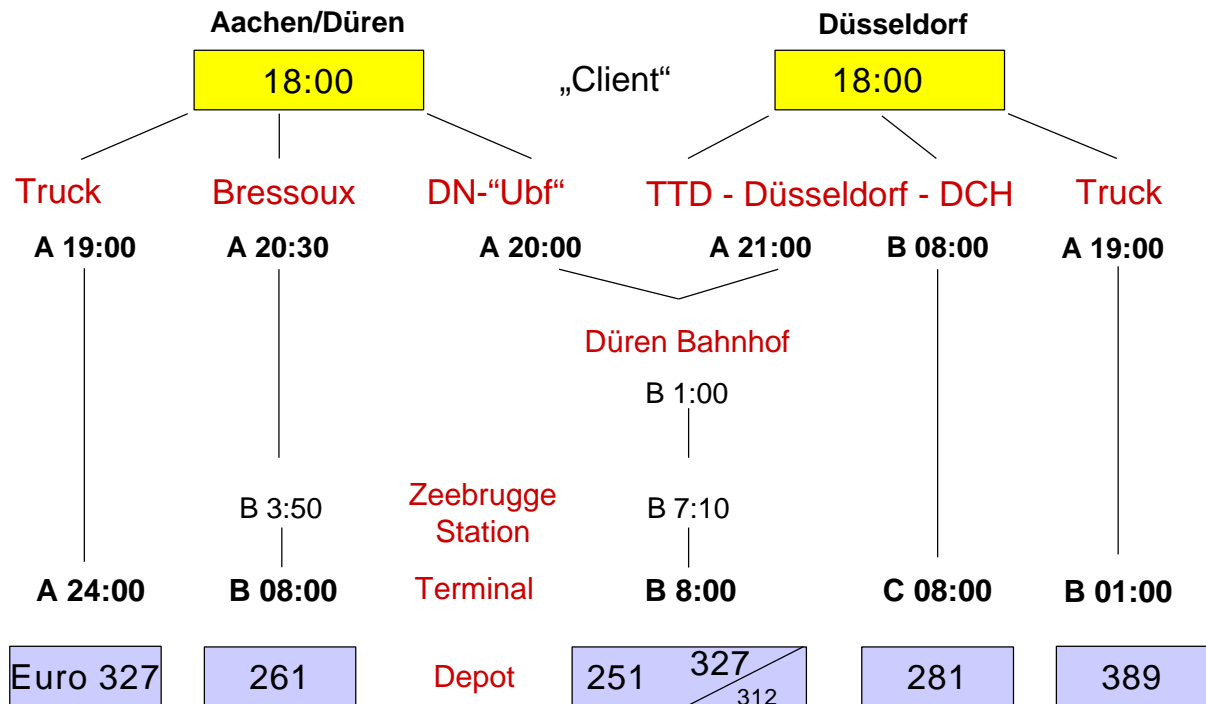 Aachen/Düren Düsseldorf
18:00 „Client“ 18:00
Truck Bressoux DN-“Ubf“ TTD - Düsseldorf - DCH Truck
A 19:00 A 20:30 A 20:00 A 21:00 B 08:00 A 19:00
Düren Bahnhof
B 1:00
B 3:50 Zeebrugge Station B 7:10
A 24:00 B 08:00 Terminal B 8:00 C 08:00 B 01:00
Euro 327 261 Depot 251 327 312 281 389